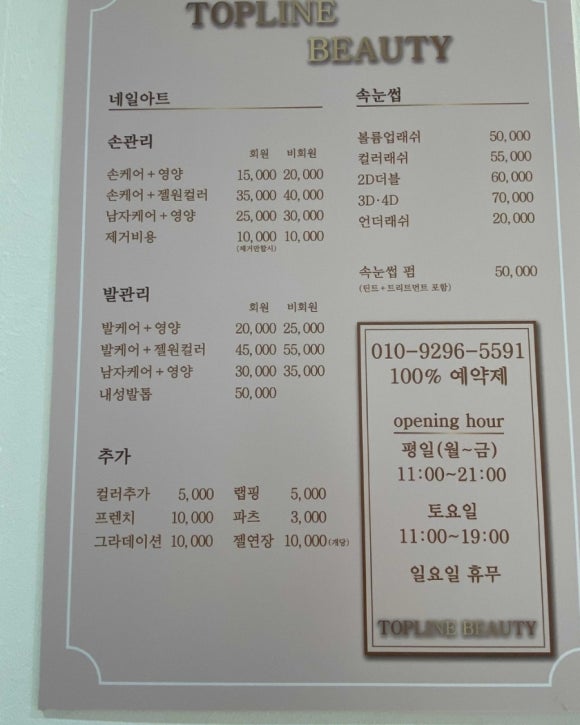 TOPLINE
BEAUTY
네일아트
손관리
회원 비회원
손케어+영양 15,000 20,000
손케어+젤원컬러 35,000 40,000
남자케어+영양 25,000 30,000
제거비용 10,000 10,000
(제거만할시)
발관리
회원 비회원
발케어+영양 20,000 25,000
발케어+젤원컬러 45,000 55,000
남자케어+영양 30,000 35,000
내성발톱 50,000
추가
컬러추가 5,000 랩핑 5,000
프렌치 10,000 파츠 3,000
그라데이션 10,000 젤연장 10,000(개당)
속눈썹
볼륨업래쉬 50,000
컬러래쉬 55,000
2D더블 60,000
3D·4D 70,000
언더래쉬 20,000
속눈썹 펌 50,000
(틴트+트리트먼트 포함)
010-9296-5591
100% 예약제
opening hour
평일(월~금)
11:00~21:00
토요일
11:00~19:00
일요일 휴무
TOPLINE BEAUTY